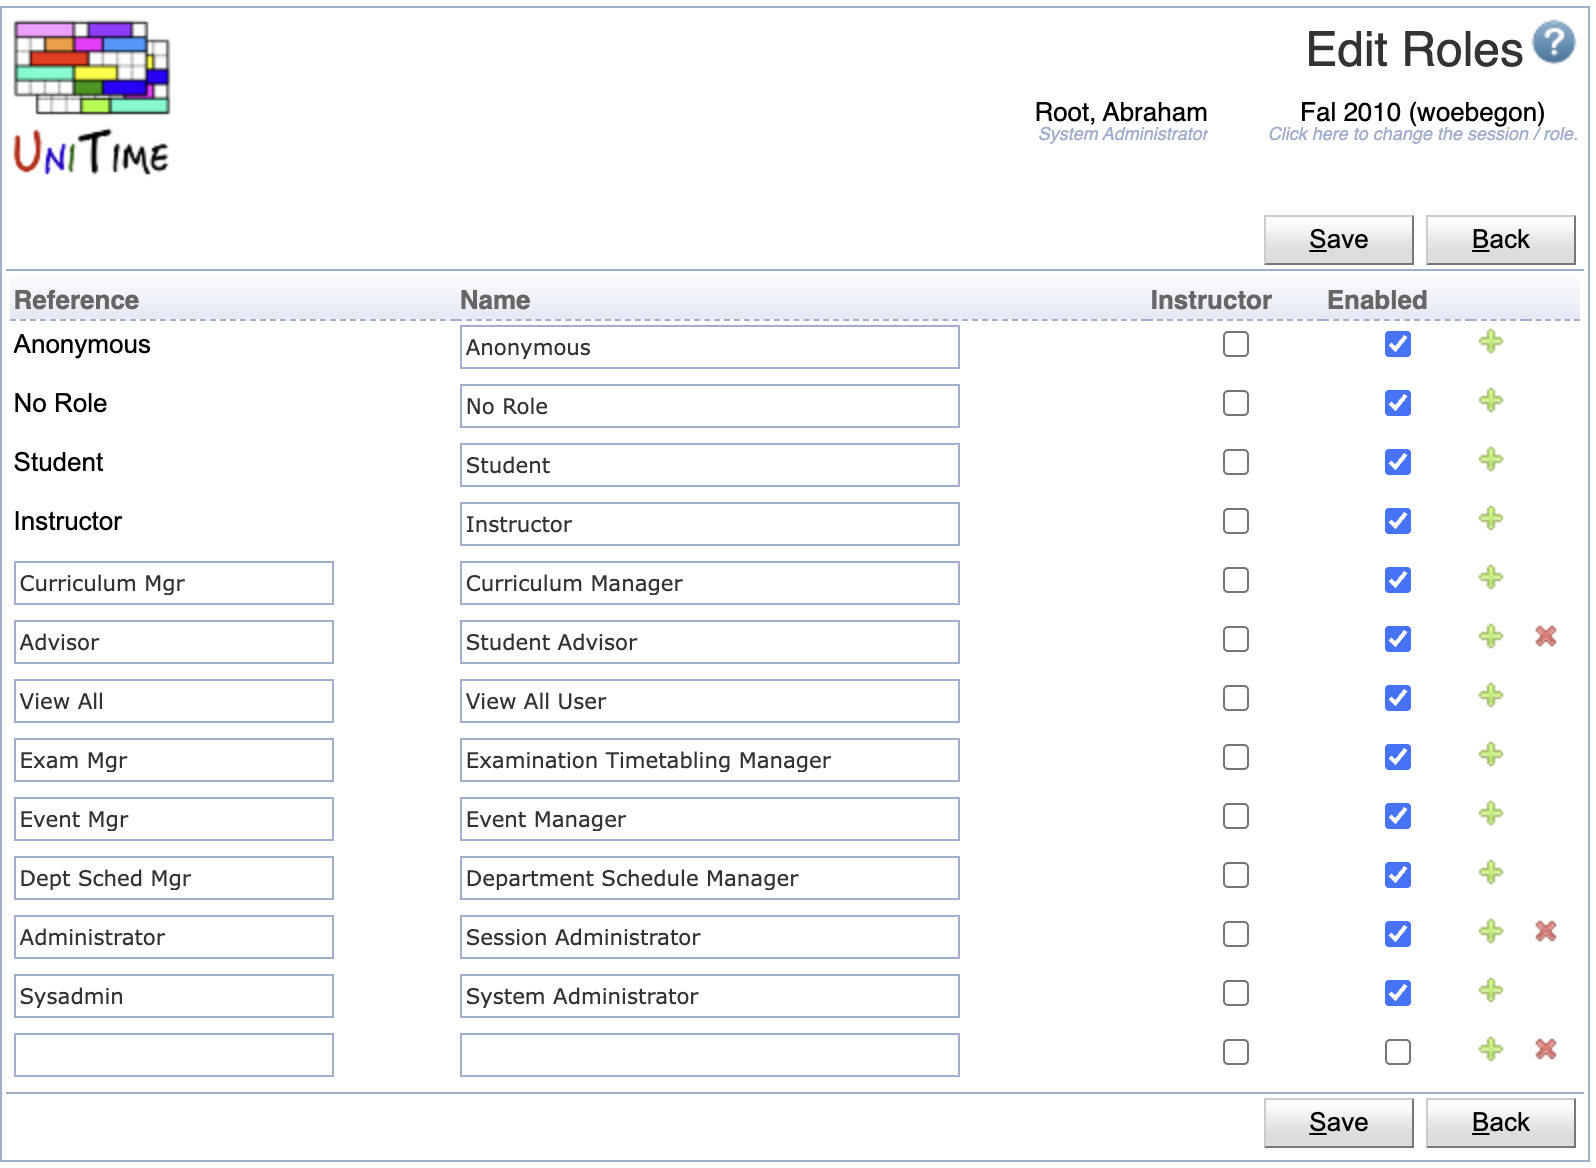 UniTime
Edit Roles ?
Root, Abraham Fal 2010 (woebegon)
System Administrator Click here to change the session / role.
Save Back
Reference Name Instructor Enabled
Anonymous Anonymous
No Role No Role
Student Student
Instructor Instructor
Curriculum Mgr Curriculum Manager
Advisor Student Advisor
View All View All User
Exam Mgr Examination Timetabling Manager
Event Mgr Event Manager
Dept Sched Mgr Department Schedule Manager
Administrator Session Administrator
Sysadmin System Administrator
Save Back